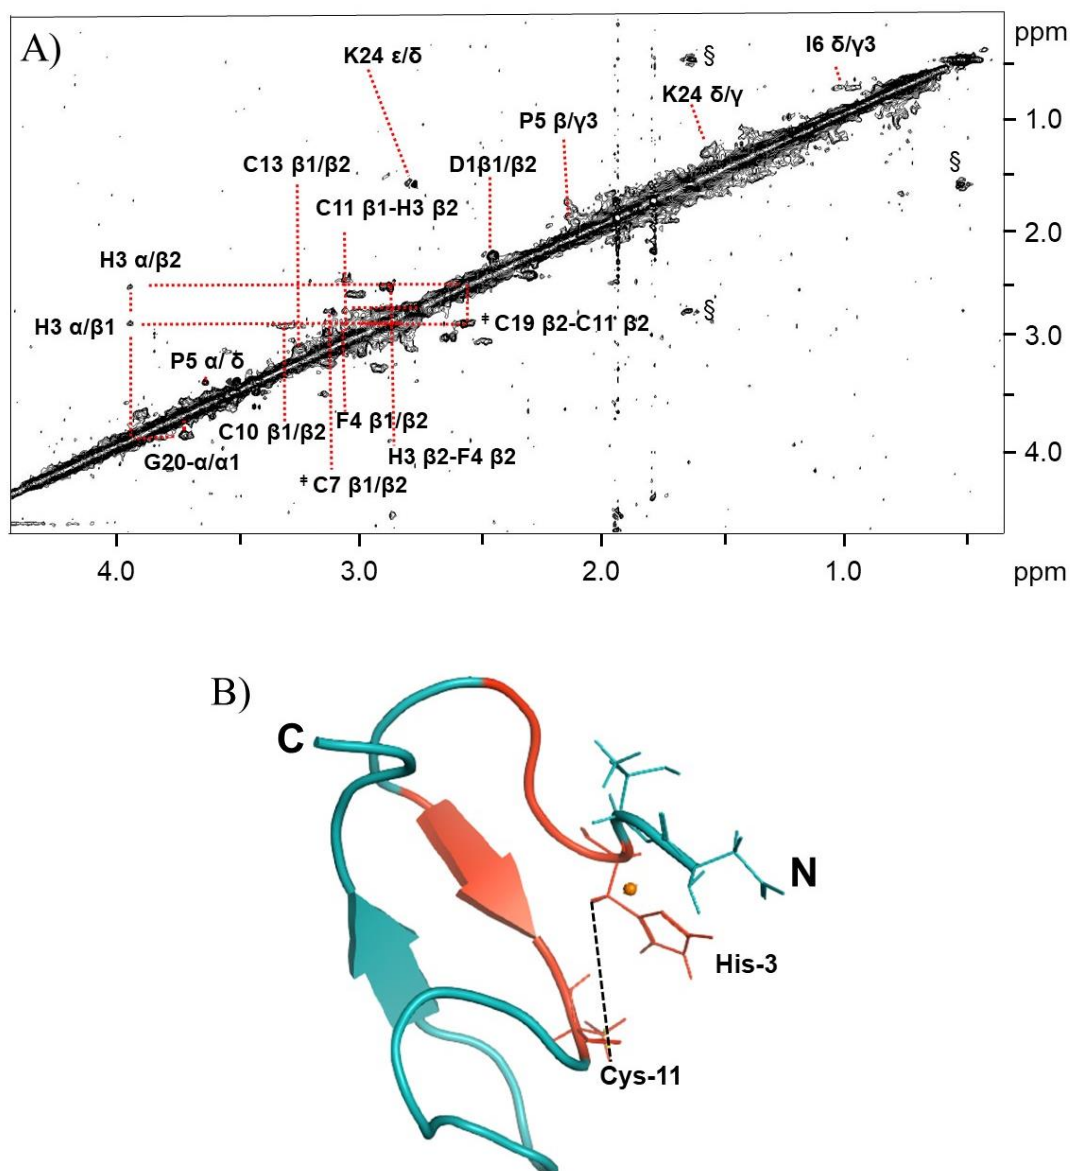 A)
ppm
K24 ε/δ
§
I6 δ/γ3
K24 δ/γ
1.0
P5 β/γ3
C13 β1/β2
D1β1/β2
§
C11 β1-H3 β2
2.0
H3 α/β2
H3 α/β1
§
ǂ C19 β2-C11 β2
3.0
P5 α/ δ
C10 β1/β2
F4 β1/β2
4.0
G20-α/α1
H3 β2-F4 β2
ǂ C7 β1/β2
4.0 3.0 2.0 1.0 ppm
B)
C
N
His-3
Cys-11